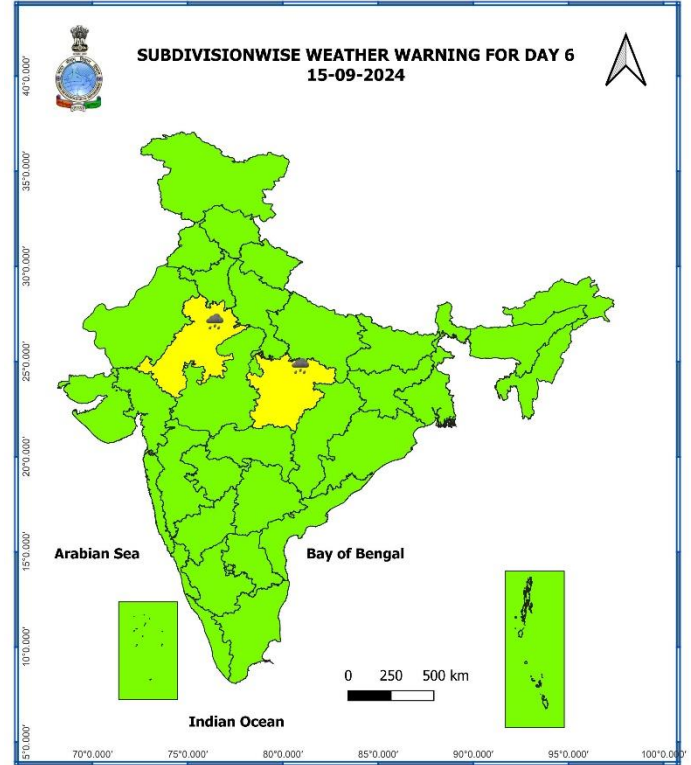 SUBDIVISIONWISE WEATHER WARNING FOR DAY 6
15-09-2024
40°0.000'
35°0.000'
30°0.000'
25°0.000'
20°0.000'
15°0.000'
10°0.000'
5°0.000'
Arabian Sea
Bay of Bengal
0 250 500 km
Indian Ocean
70°0.000' 75°0.000' 80°0.000' 85°0.000' 90°0.000' 95°0.000' 100°0.000'